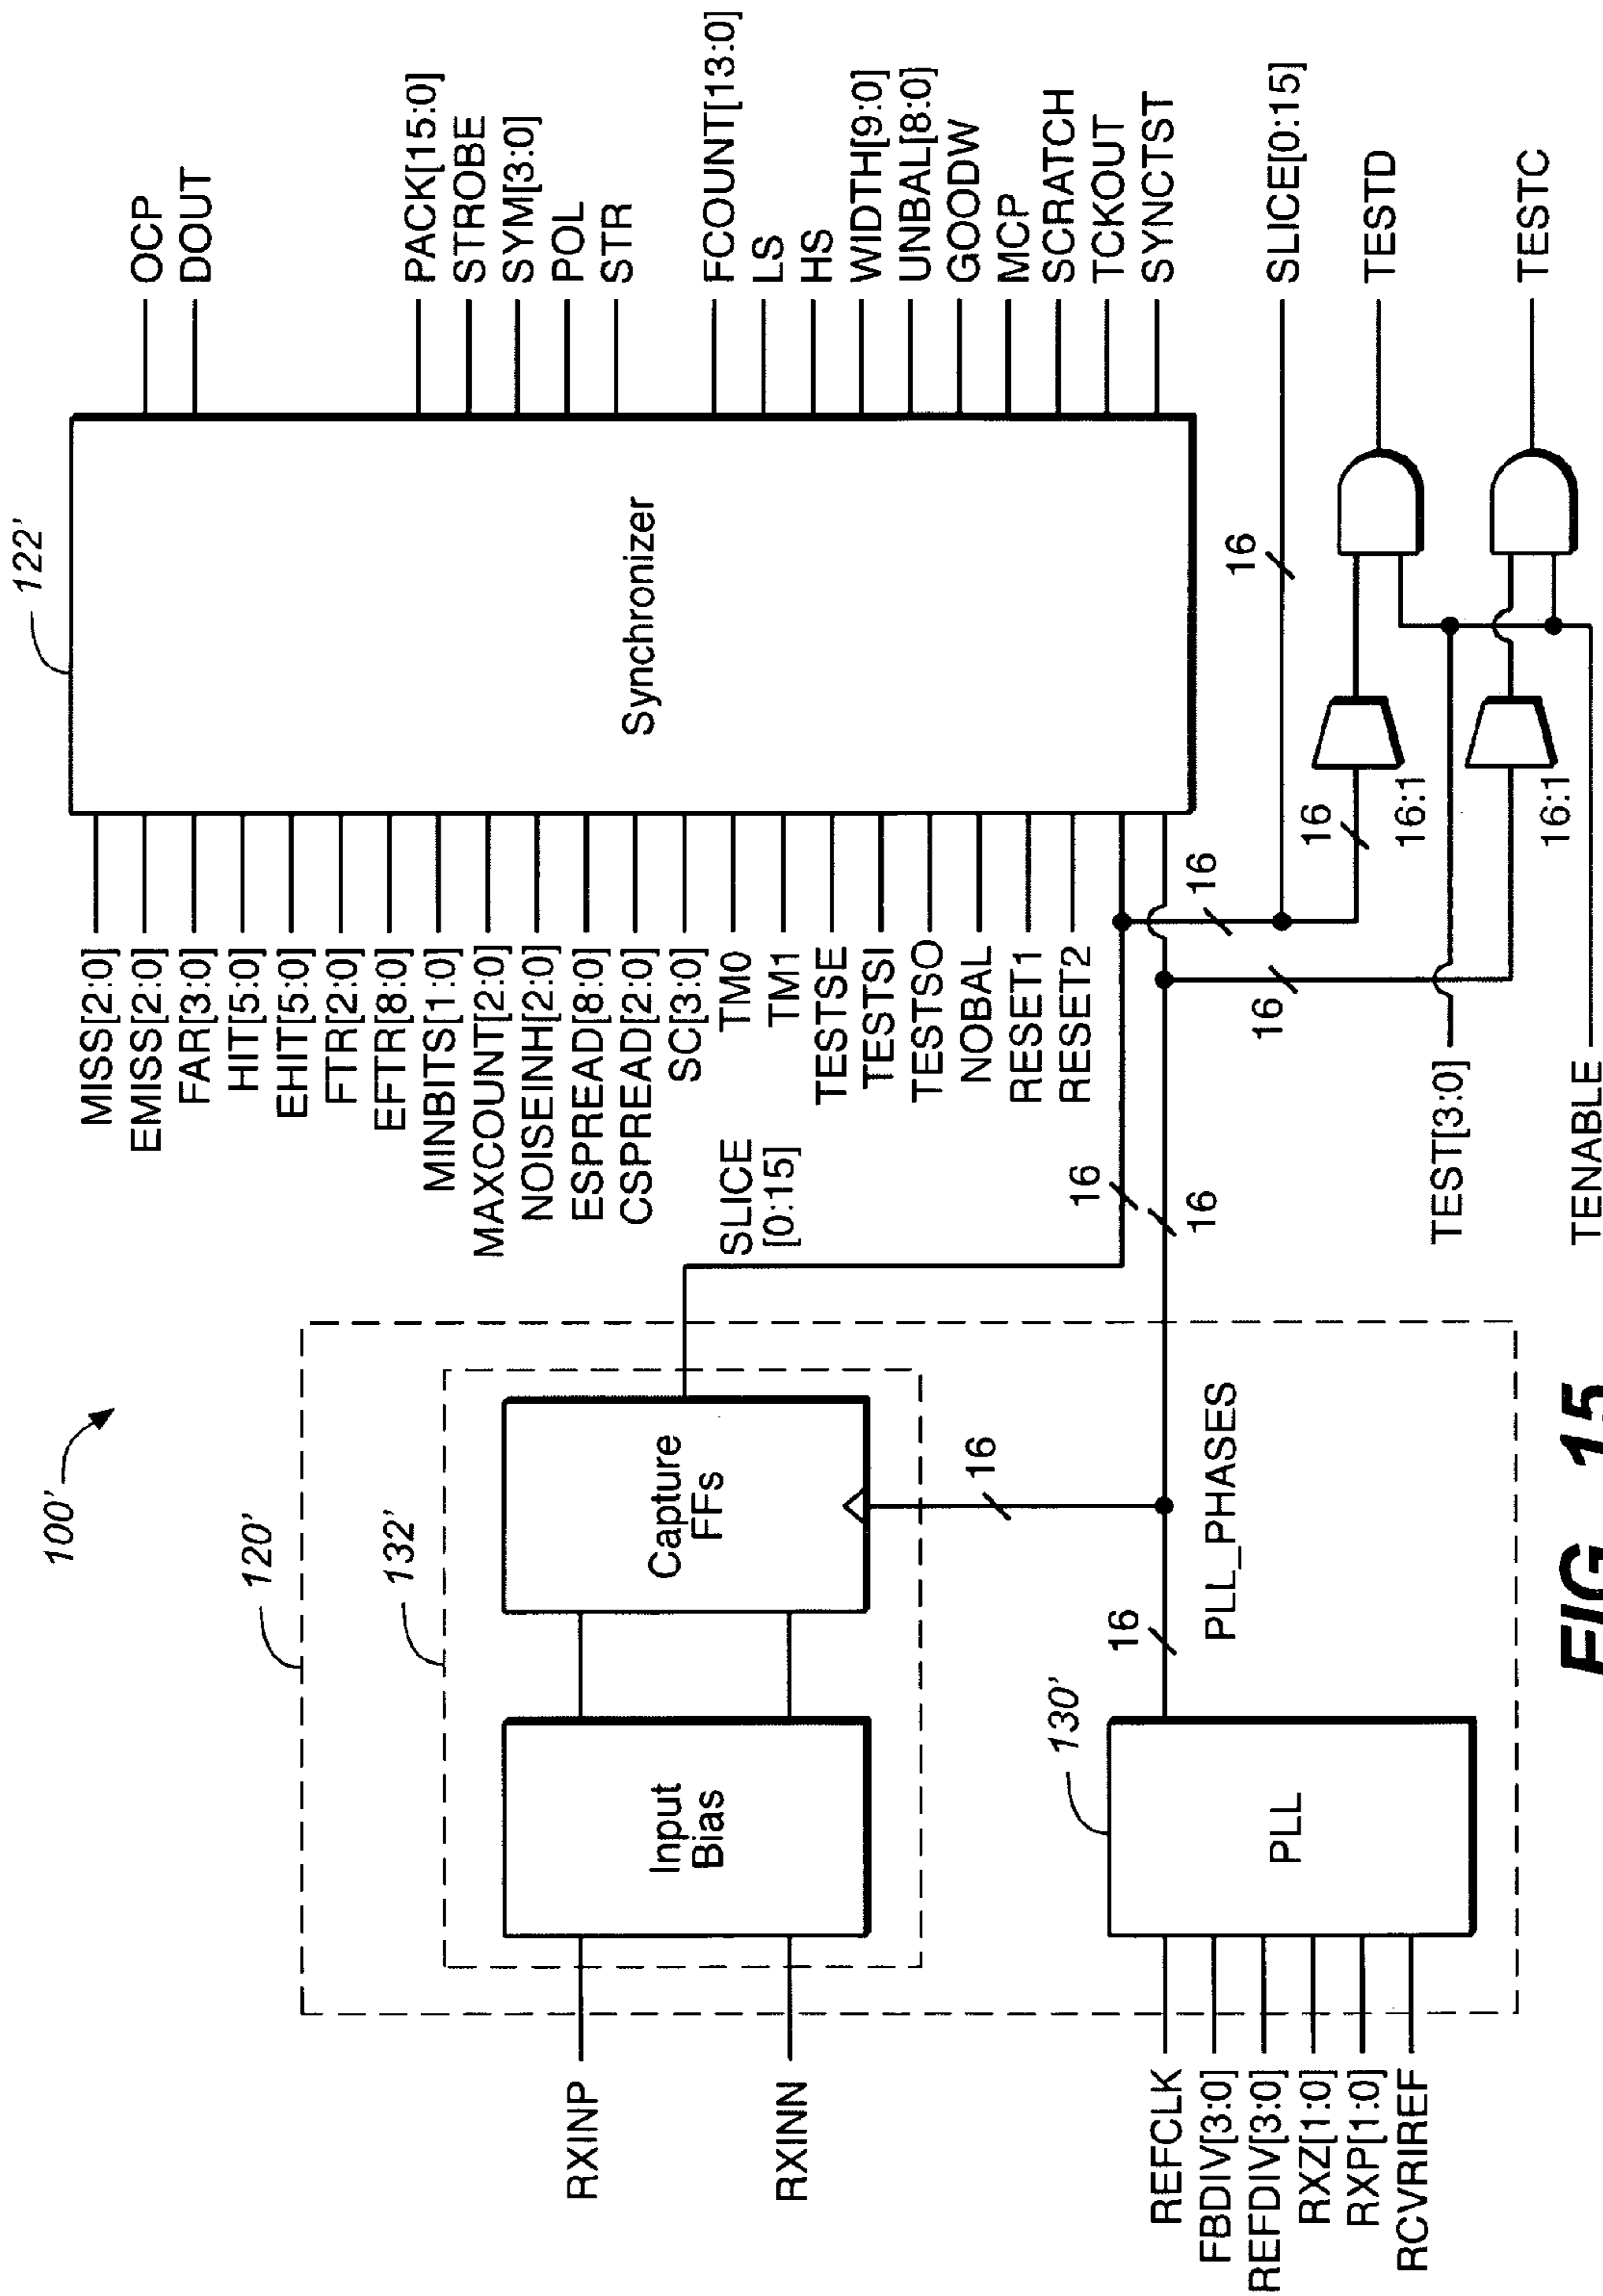 100'
120'
132'
RXINP
RXINN
Input
Bias
Capture
FFs
16
REFCLK
FBDIV[3:0]
REFDIV[3:0]
RXZ[1:0]
RXP[1:0]
RCVRIREF
130'
PLL
16
PLL_PHASES
SLICE
[0:15]
16
16
122'
MISS[2:0]
EMISS[2:0]
FAR[3:0]
HIT[5:0]
EHIT[5:0]
FTR[2:0]
EFTR[8:0]
MINBITS[1:0]
MAXCOUNT[2:0]
NOISEINH[2:0]
ESPREAD[8:0]
CSPREAD[2:0]
SC[3:0]
TM0
TM1
TESTSE
TESTSI
TESTSO
NOBAL
RESET1
RESET2
Synchronizer
OCP
DOUT
PACK[15:0]
STROBE
SYM[3:0]
POL
STR
FCOUNT[13:0]
LS
HS
WIDTH[9:0]
UNBAL[8:0]
GOODW
MCP
SCRATCH
TCKOUT
SYNCTST
16
16
16
SLICE[0:15]
16
16:1
TESTD
16:1
TESTC
TEST[3:0]
TENABLE
FIG._15